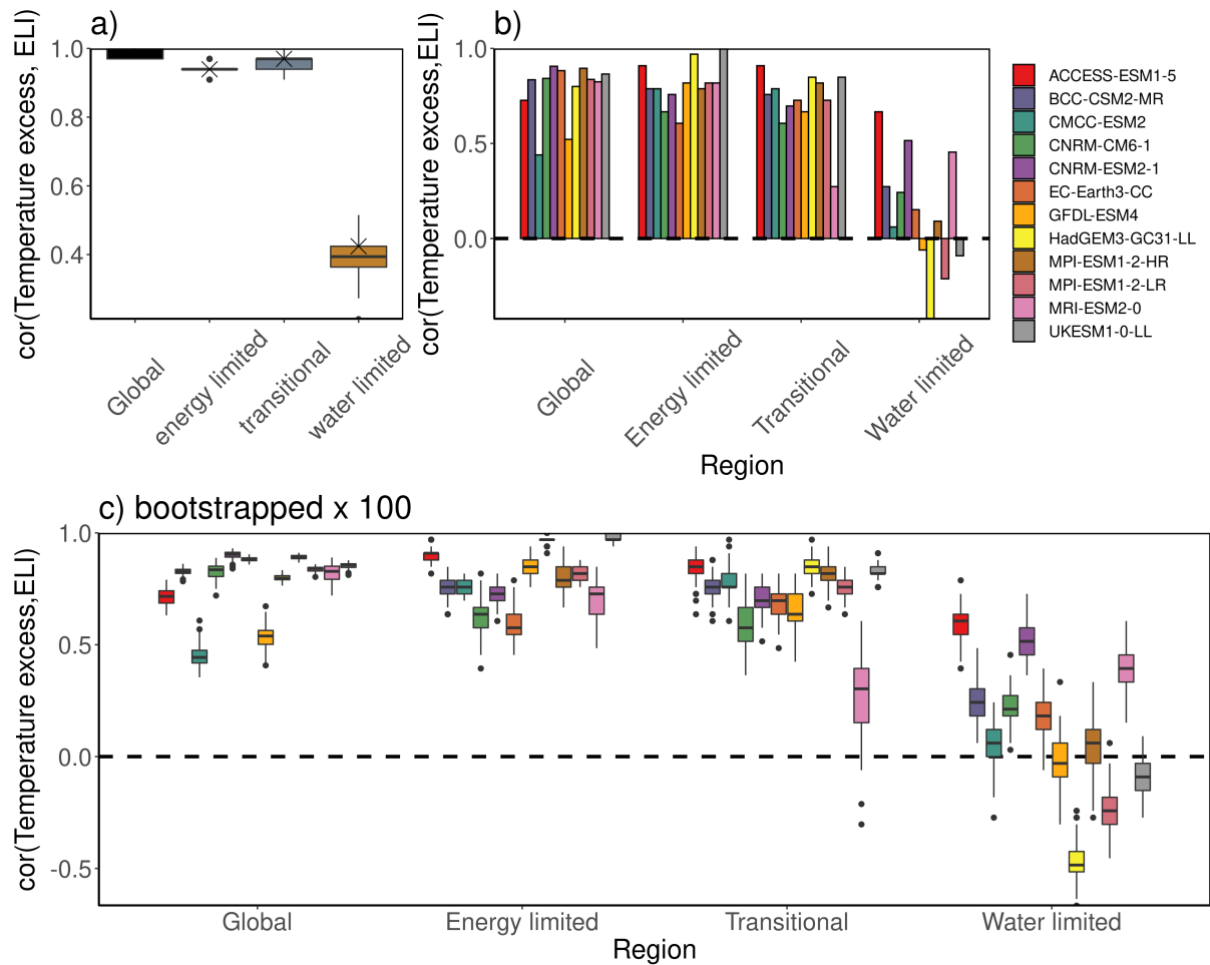 a)
cor(Temperature excess, ELI)
1.0
0.8
0.6
0.4
Global
energy limited
transitional
water limited
b)
cor(Temperature excess,ELI)
1.0
0.5
0.0
Global
Energy limited
Transitional
Water limited
Region
ACCESS-ESM1-5
BCC-CSM2-MR
CMCC-ESM2
CNRM-CM6-1
CNRM-ESM2-1
EC-Earth3-CC
GFDL-ESM4
HadGEM3-GC31-LL
MPI-ESM1-2-HR
MPI-ESM1-2-LR
MRI-ESM2-0
UKESM1-0-LL
c) bootstrapped x 100
cor(Temperature excess,ELI)
1.0
0.5
0.0
-0.5
Global
Energy limited
Transitional
Water limited
Region